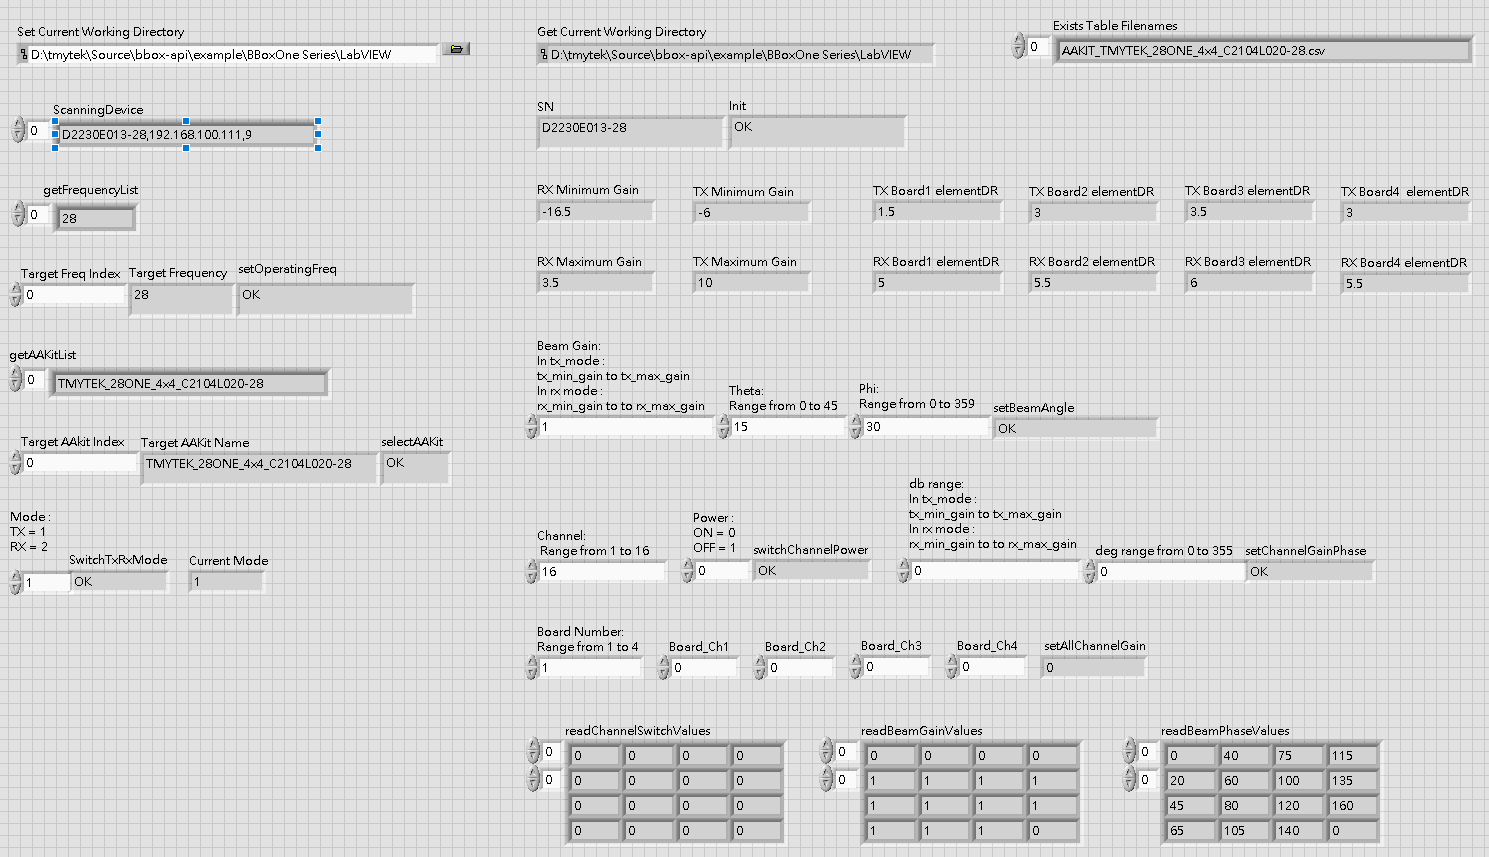 Set Current Working Directory
D:\tmytek\Source\bbox-api\example\BBoxOne Series\LabVIEW
Get Current Working Directory
D:\tmytek\Source\bbox-api\example\BBoxOne Series\LabVIEW
Exists Table Filenames
0 AAKIT_TMYTEK_28ONE_4x4_C2104L020-28.csv
ScanningDevice
0 D2230E013-28,192.168.100.111,9
SN
D2230E013-28
Init
OK
getFrequencyList
0 28
RX Minimum Gain
-16.5
TX Minimum Gain
-6
TX Board1 elementDR
1.5
TX Board2 elementDR
3
TX Board3 elementDR
3.5
TX Board4 elementDR
3
RX Maximum Gain
3.5
TX Maximum Gain
10
RX Board1 elementDR
5
RX Board2 elementDR
5.5
RX Board3 elementDR
6
RX Board4 elementDR
5.5
Target Freq Index
0
Target Frequency
28
setOperatingFreq
OK
getAAKitList
0 TMYTEK_28ONE_4x4_C2104L020-28
Target AAkit Index
0
Target AAKit Name
TMYTEK_28ONE_4x4_C2104L020-28
selectAAKit
OK
Mode :
TX = 1
RX = 2
1
SwitchTxRxMode
OK
Current Mode
1
Beam Gain:
In tx_mode :
tx_min_gain to tx_max_gain
In rx mode :
rx_min_gain to to rx_max_gain
1
Theta:
Range from 0 to 45
15
Phi:
Range from 0 to 359
30
setBeamAngle
OK
Channel:
Range from 1 to 16
16
Power :
ON = 0
OFF = 1
0
switchChannelPower
OK
db range:
In tx_mode :
tx_min_gain to tx_max_gain
In rx mode :
rx_min_gain to to rx_max_gain
0
deg range from 0 to 355
0
setChannelGainPhase
OK
Board Number:
Range from 1 to 4
1
Board_Ch1
0
Board_Ch2
0
Board_Ch3
0
Board_Ch4
0
setAllChannelGain
0
readChannelSwitchValues
0 0 0 0 0
0 0 0 0 0
0 0 0 0
0 0 0 0
readBeamGainValues
0 0 0 0 0
0 1 1 1 1
1 1 1 1
1 1 1 0
readBeamPhaseValues
0 0 40 75 115
0 20 60 100 135
45 80 120 160
65 105 140 0